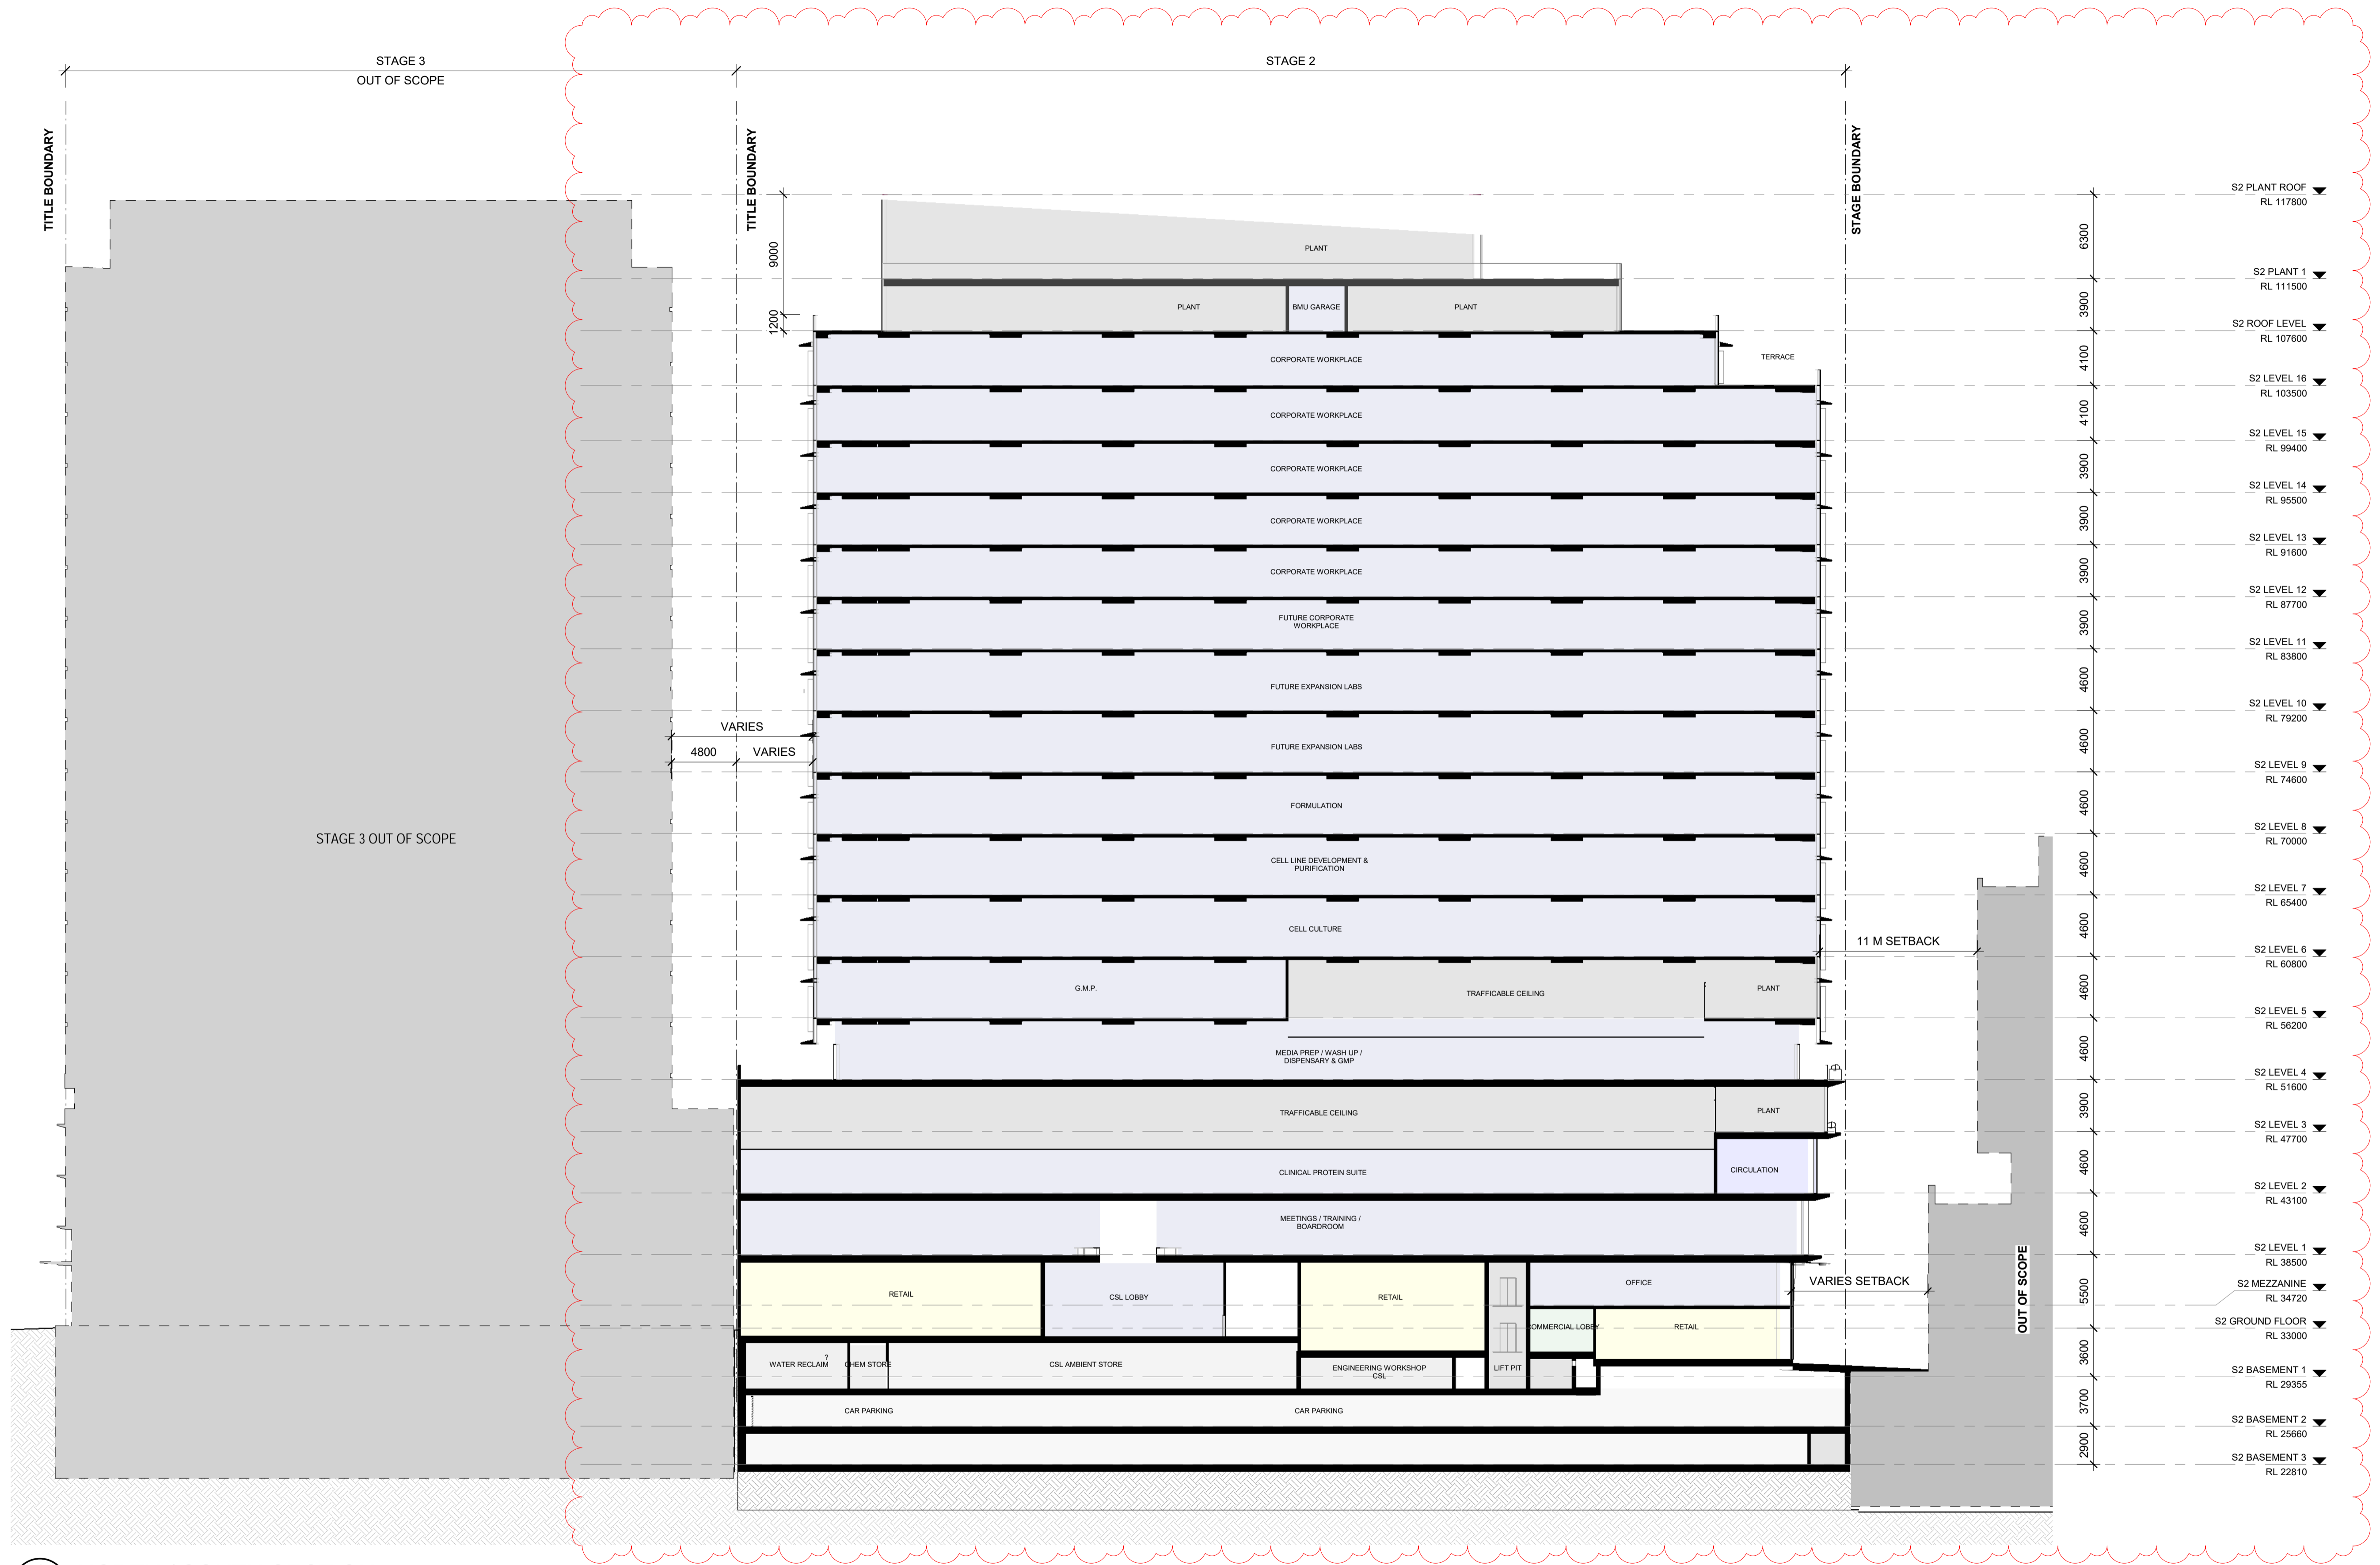 STAGE 3
OUT OF SCOPE
STAGE 2
TITLE BOUNDARY
TITLE BOUNDARY
STAGE BOUNDARY
S2 PLANT ROOF
RL 117800
6300
9000
PLANT
S2 PLANT 1
RL 111500
3900
PLANT
BMU GARAGE
PLANT
1200
S2 ROOF LEVEL
RL 107600
4100
CORPORATE WORKPLACE
TERRACE
S2 LEVEL 16
RL 103500
4100
CORPORATE WORKPLACE
S2 LEVEL 15
RL 99400
3900
CORPORATE WORKPLACE
S2 LEVEL 14
RL 95500
3900
CORPORATE WORKPLACE
S2 LEVEL 13
RL 91600
3900
CORPORATE WORKPLACE
S2 LEVEL 12
RL 87700
3900
FUTURE CORPORATE
WORKPLACE
S2 LEVEL 11
RL 83800
4600
FUTURE EXPANSION LABS
S2 LEVEL 10
RL 79200
VARIES
4800
VARIES
4600
FUTURE EXPANSION LABS
S2 LEVEL 9
RL 74600
4600
FORMULATION
S2 LEVEL 8
RL 70000
STAGE 3 OUT OF SCOPE
4600
CELL LINE DEVELOPMENT &
PURIFICATION
S2 LEVEL 7
RL 65400
4600
CELL CULTURE
11 M SETBACK
S2 LEVEL 6
RL 60800
4600
G.M.P.
TRAFFICABLE CEILING
PLANT
S2 LEVEL 5
RL 56200
4600
MEDIA PREP / WASH UP /
DISPENSARY & GMP
S2 LEVEL 4
RL 51600
3900
TRAFFICABLE CEILING
PLANT
S2 LEVEL 3
RL 47700
4600
CLINICAL PROTEIN SUITE
CIRCULATION
S2 LEVEL 2
RL 43100
4600
MEETINGS / TRAINING /
BOARDROOM
S2 LEVEL 1
RL 38500
OUT OF SCOPE
5500
RETAIL
CSL LOBBY
RETAIL
OFFICE
VARIES SETBACK
S2 MEZZANINE
RL 34720
OMMERCIAL LOBBY
RETAIL
S2 GROUND FLOOR
RL 33000
3600
?
WATER RECLAIM
CHEM STORE
CSL AMBIENT STORE
ENGINEERING WORKSHOP
CSL
LIFT PIT
S2 BASEMENT 1
RL 29355
3700
CAR PARKING
CAR PARKING
S2 BASEMENT 2
RL 25660
2900
S2 BASEMENT 3
RL 22810